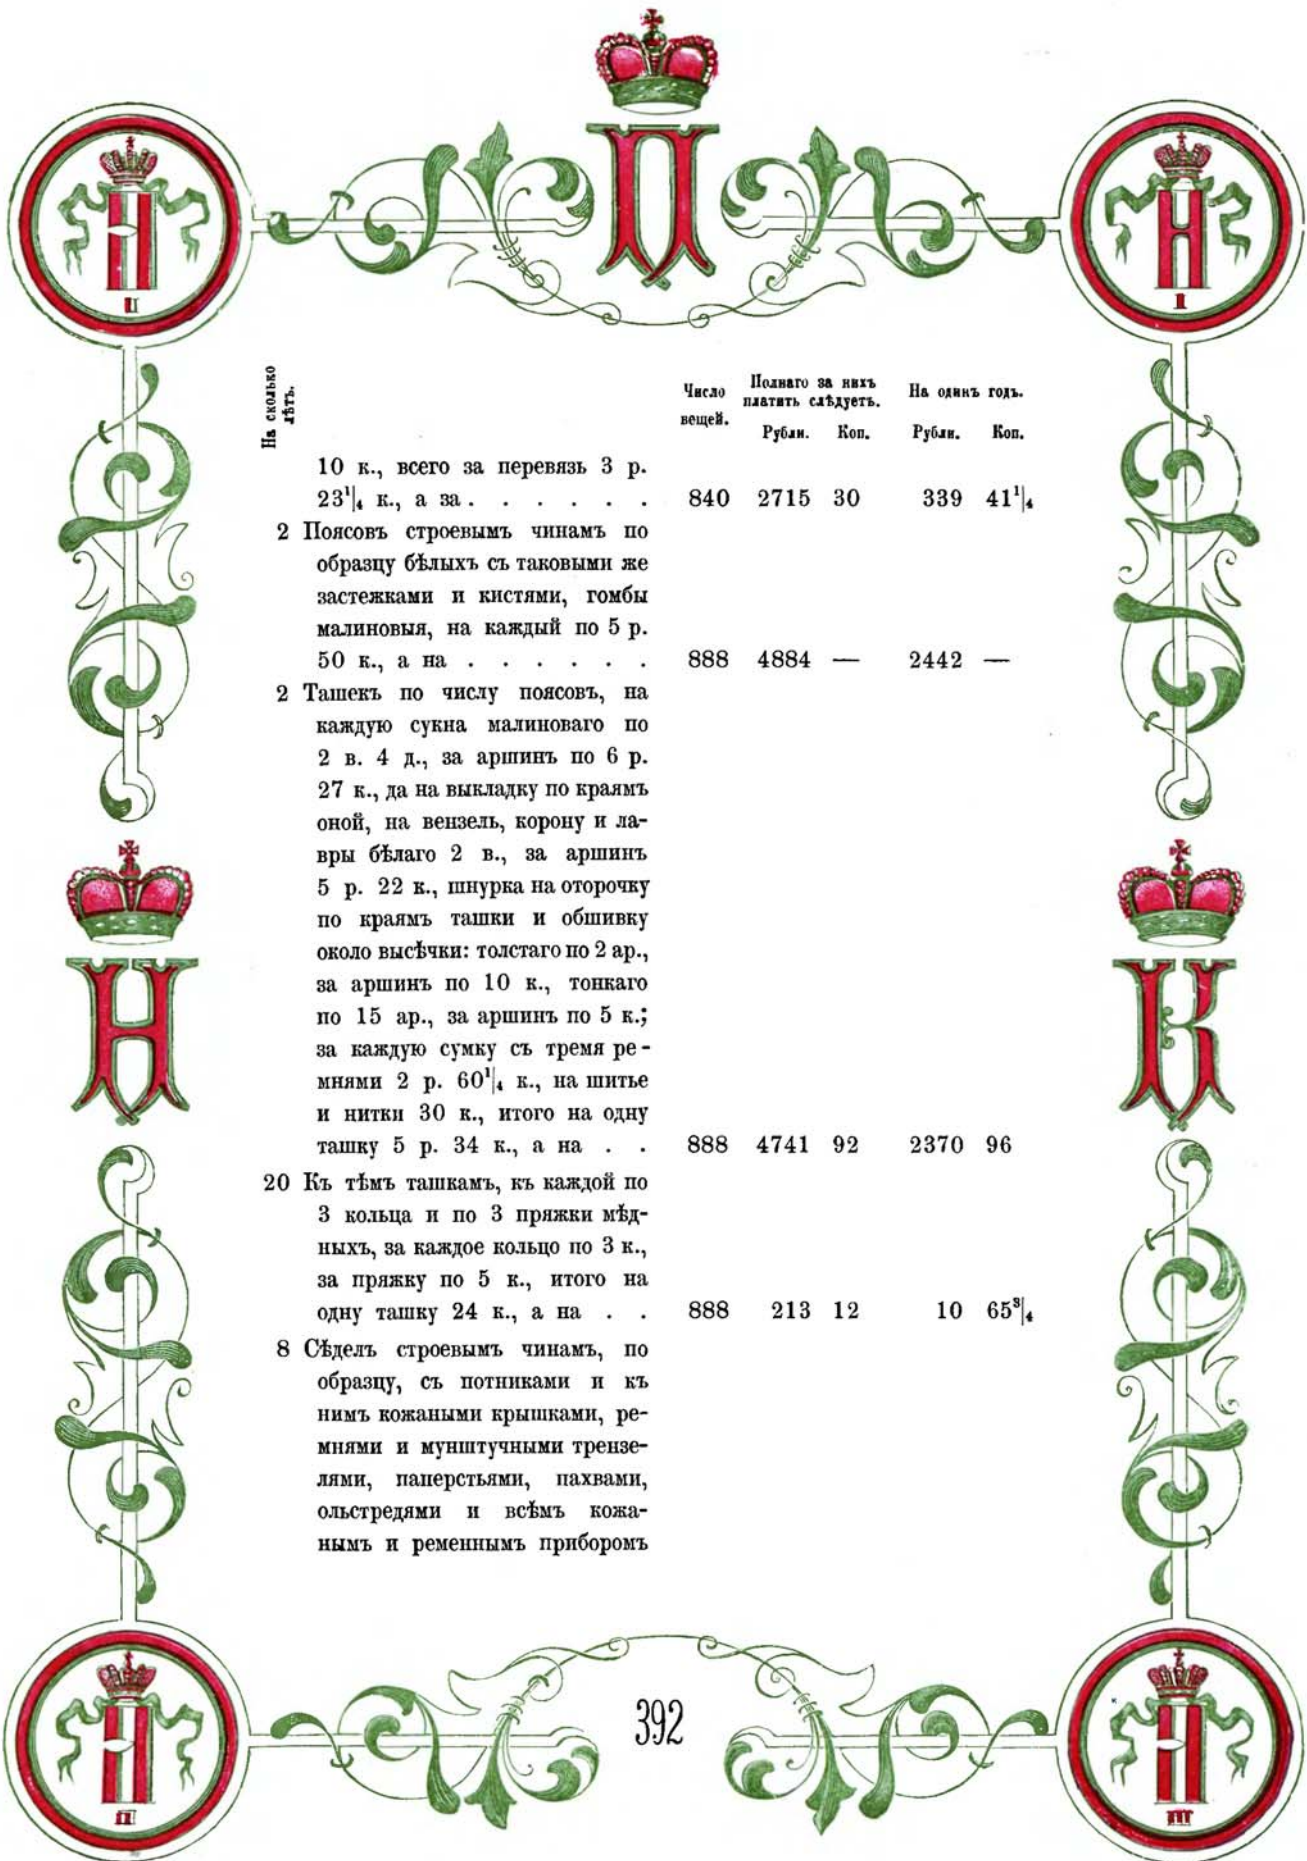 П
II
I
На сколько
лѣтъ.
Число
вещей.
Полнаго за нихъ
платить слѣдуетъ.
На одинъ годъ.
Рубли. Коп. Рубли. Коп.
10 к., всего за перевязь 3 р.
23¹|₄ к., а за . . . . . . 840 2715 30 339 41¹|₄
2 Поясовъ строевымъ чинамъ по
образцу бѣлыхъ съ таковыми же
застежками и кистями, гомбы
малиновыя, на каждый по 5 р.
50 к., а на . . . . . . 888 4884 — 2442 —
2 Ташекъ по числу поясовъ, на
каждую сукна малиноваго по
2 в. 4 д., за аршинъ по 6 р.
27 к., да на выкладку по краямъ
оной, на вензель, корону и ла-
вры бѣлаго 2 в., за аршинъ
5 р. 22 к., шнурка на оторочку
по краямъ ташки и обшивку
около высѣчки: толстаго по 2 ар.,
за аршинъ по 10 к., тонкаго
по 15 ар., за аршинъ по 5 к.;
за каждую сумку съ тремя ре-
мнями 2 р. 60¹|₄ к., на шитье
и нитки 30 к., итого на одну
ташку 5 р. 34 к., а на . . 888 4741 92 2370 96
20 Къ тѣмъ ташкамъ, къ каждой по
3 кольца и по 3 пряжки мѣд-
ныхъ, за каждое кольцо по 3 к.,
за пряжку по 5 к., итого на
одну ташку 24 к., а на . . 888 213 12 10 65³|₄
8 Сѣделъ строевымъ чинамъ, по
образцу, съ потниками и къ
нимъ кожаными крышками, ре-
мнями и мунштучными трензе-
лями, паперстьями, пахвами,
ольстредями и всѣмъ кожа-
нымъ и ременнымъ приборомъ
Н
К
392
III